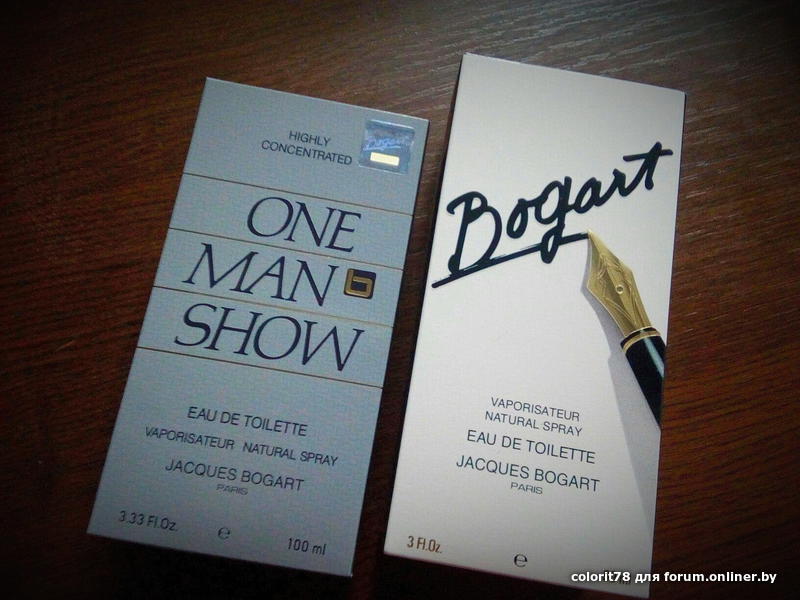 HIGHLY
CONCENTRATED
Bogart
ONE
MAN b
SHOW
EAU DE TOILETTE
VAPORISATEUR NATURAL SPRAY
JACQUES BOGART
PARIS
3.33 Fl.Oz. e 100 ml
Bogart
VAPORISATEUR
NATURAL SPRAY
EAU DE TOILETTE
JACQUES BOGART
PARIS
3 Fl.Oz. e
colorit78 для forum.onliner.by